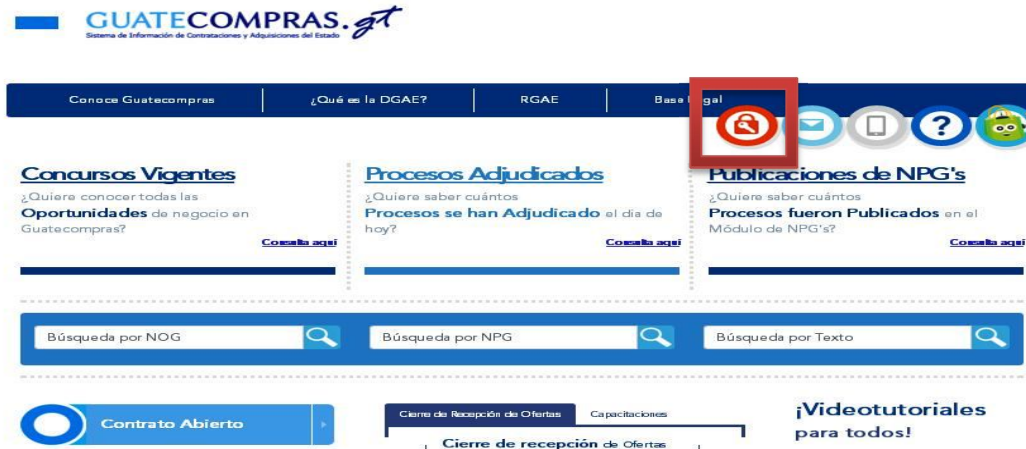 GUATECOMPRAS.gt
Sistema de Información de Contrataciones y Adquisiciones del Estado
Conoce Guatecompras
¿Qué es la DGAE?
RGAE
Base gal
?
Concursos Vigentes
¿Quiere conocer todas las
Oportunidades de negocio en
Guatecompras?
Consulta aquí
Procesos Adjudicados
¿Quiere saber cuántos
Procesos se han Adjudicado el día de
hoy?
Consulta aquí
Publicaciones de NPG's
¿Quiere saber cuántos
Procesos fueron Publicados en el
Módulo de NPG's?
Consulta aquí
Búsqueda por NOG
Búsqueda por NPG
Búsqueda por Texto
Contrato Abierto
Cierre de Recepción de Ofertas
Capacitaciones
Cierre de recepción de Ofertas
¡Videotutoriales
para todos!